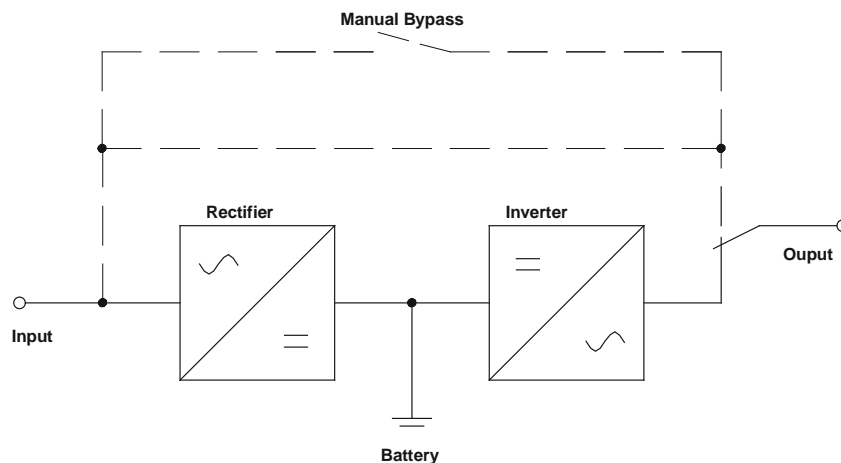 Manual Bypass
Rectifier
Inverter
Ouput
Input
Battery